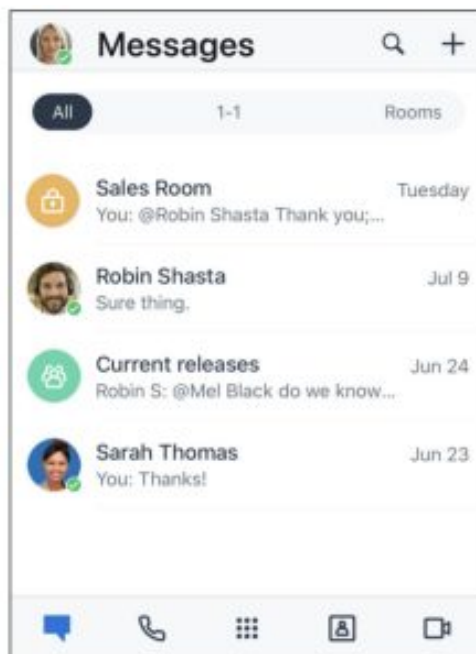 Messages
All 1-1 Rooms
Sales Room Tuesday
You: @Robin Shasta Thank you;...
Robin Shasta Jul 9
Sure thing.
Current releases Jun 24
Robin S: @Mel Black do we know...
Sarah Thomas Jun 23
You: Thanks!